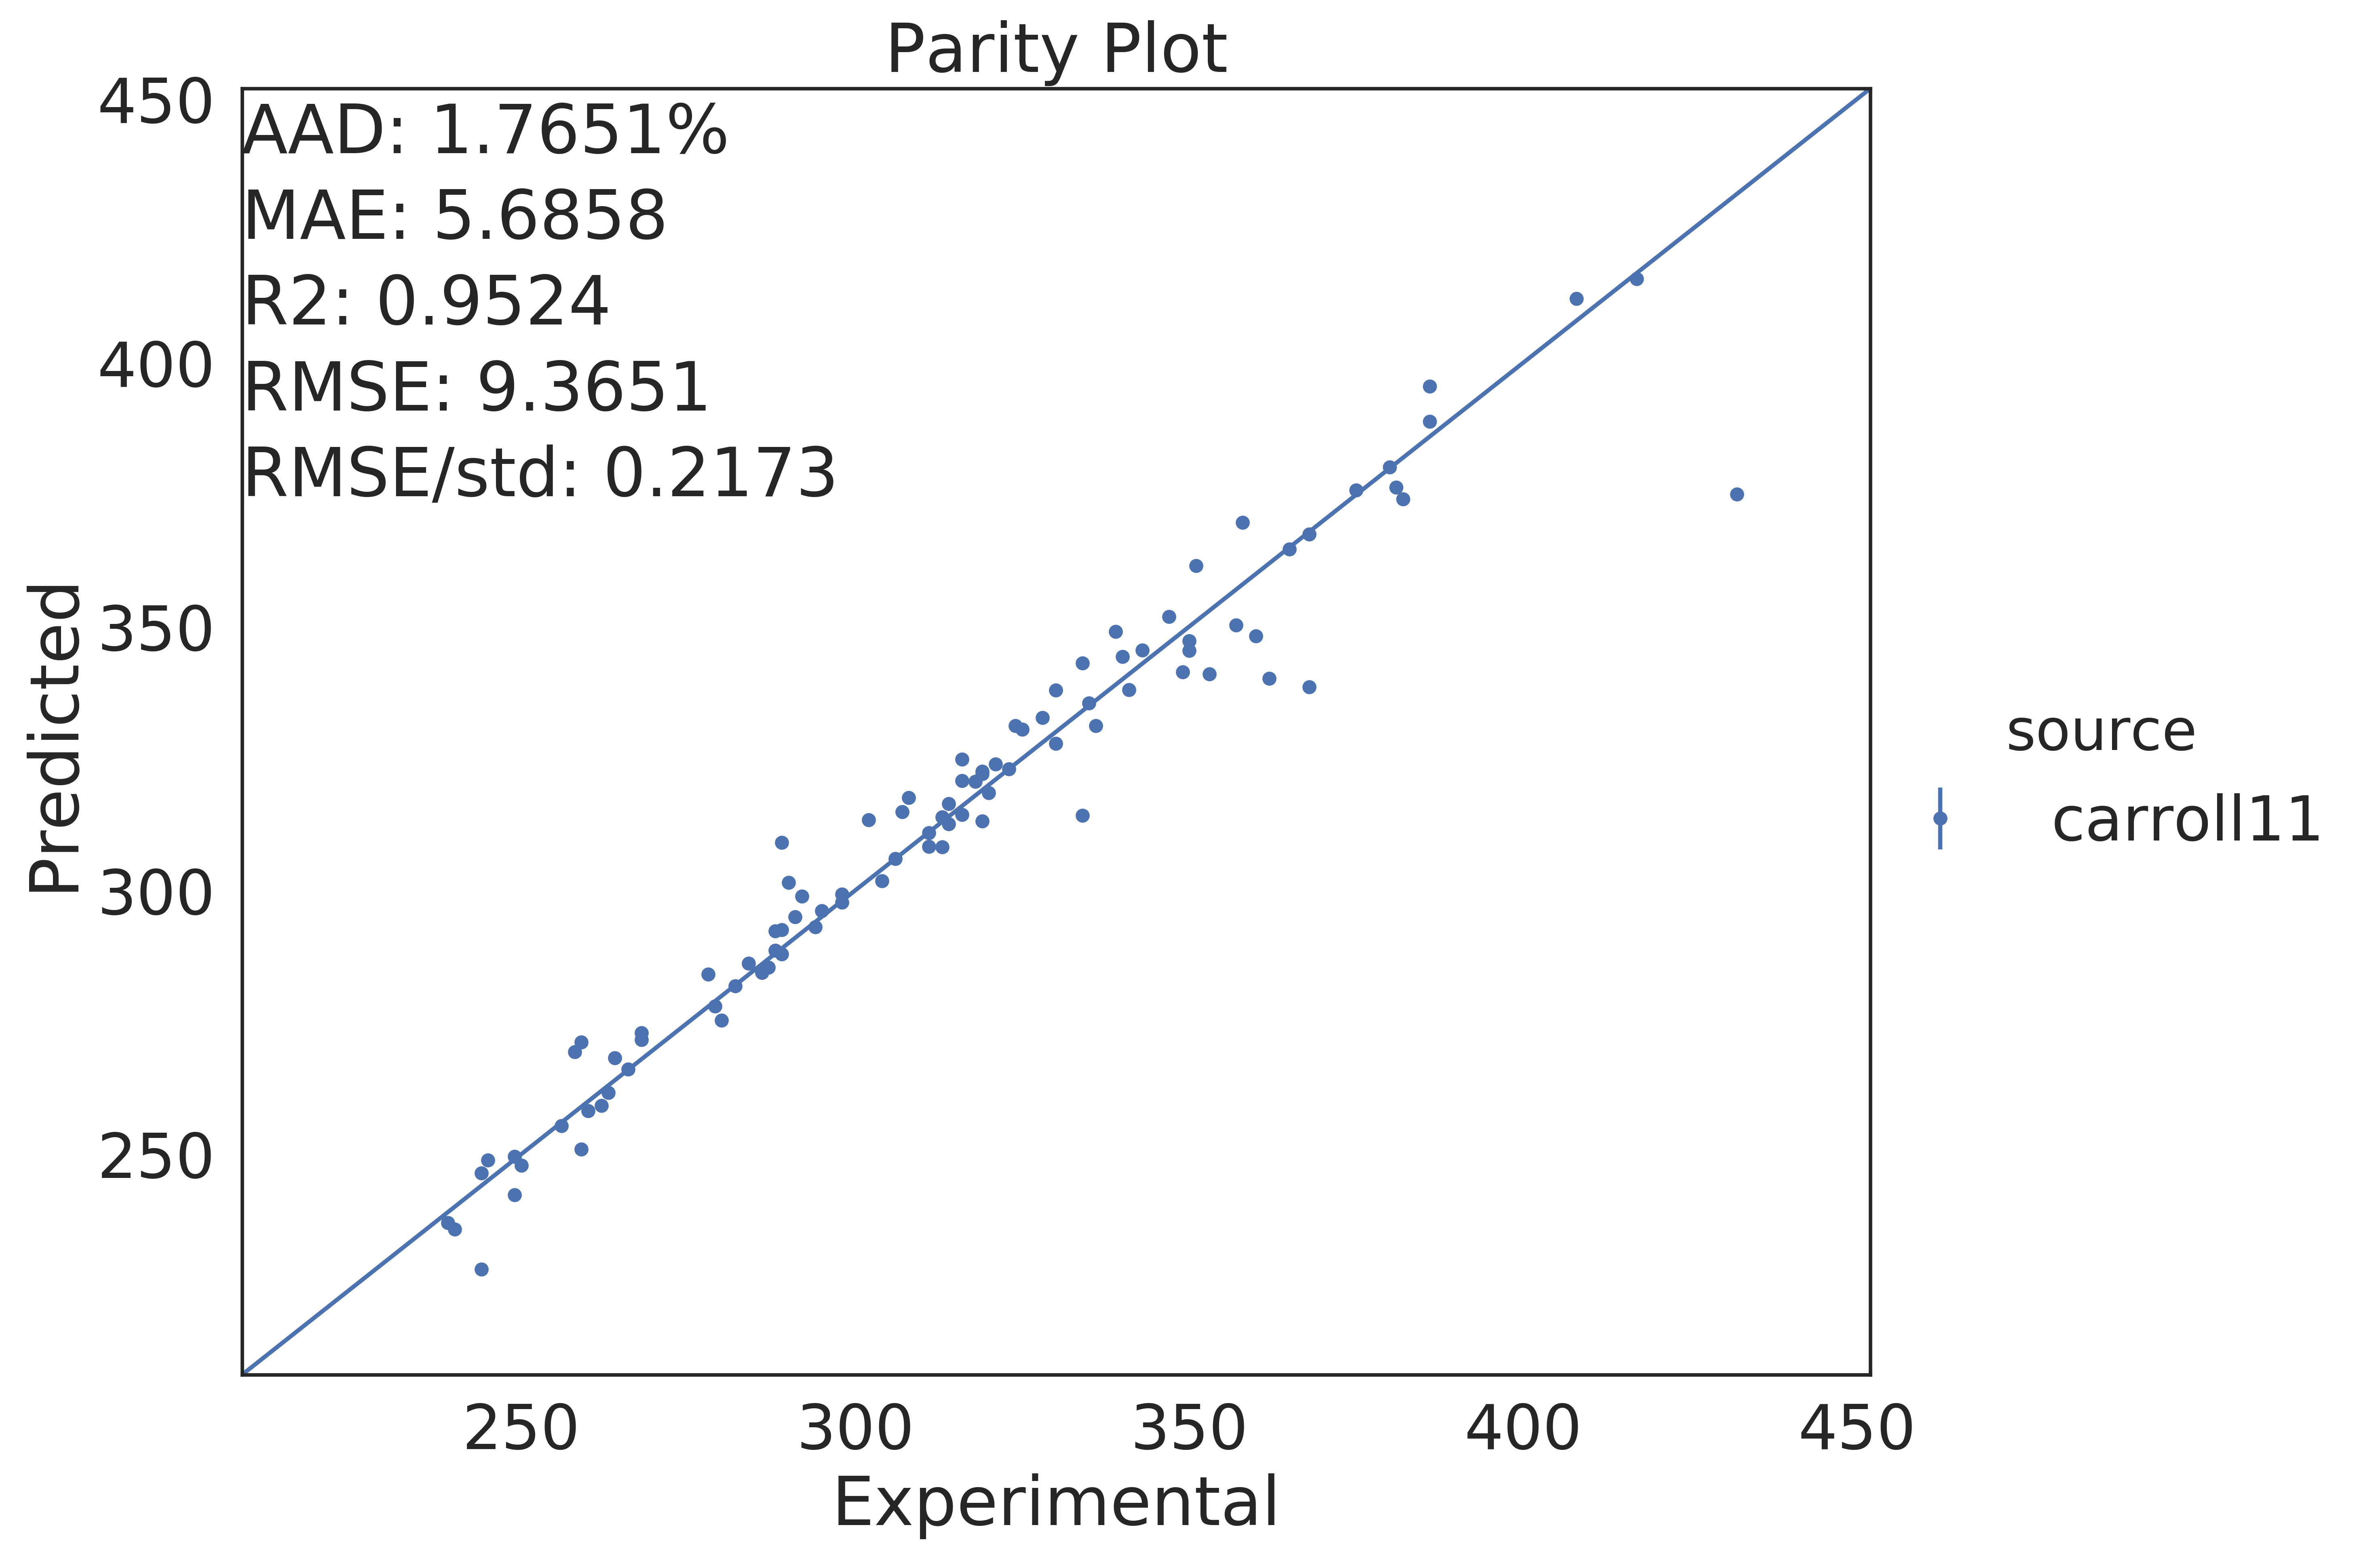 Parity Plot
450
400
350
300
250
Predicted
AAD: 1.7651%
MAE: 5.6858
R2: 0.9524
RMSE: 9.3651
RMSE/std: 0.2173
250 300 350 400 450
Experimental
source
carroll11